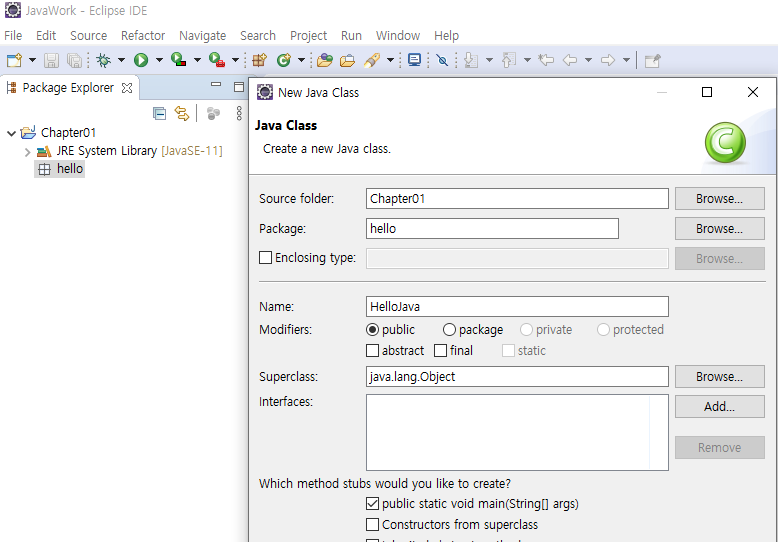 JavaWork - Eclipse IDE
File Edit Source Refactor Navigate Search Project Run Window Help
Package Explorer
Chapter01
JRE System Library [JavaSE-11]
hello
New Java Class
Java Class
Create a new Java class.
Source folder: Chapter01 Browse...
Package: hello Browse...
Enclosing type: Browse...
Name: HelloJava
Modifiers: public package private protected
abstract final static
Superclass: java.lang.Object Browse...
Interfaces: Add...
Remove
Which method stubs would you like to create?
public static void main(String[] args)
Constructors from superclass